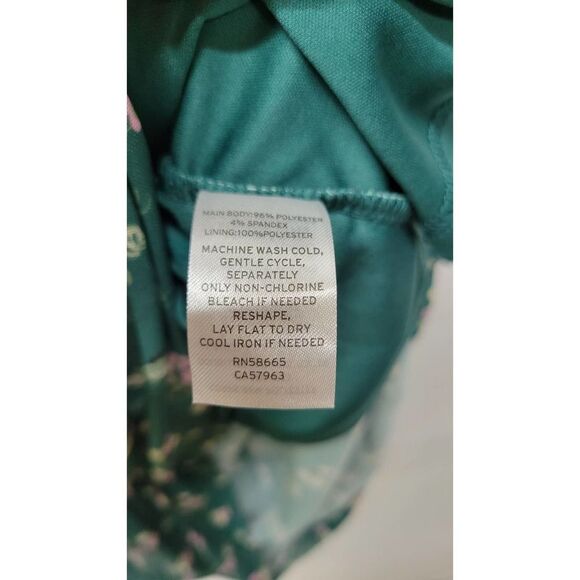 MAIN BODY:96% POLYESTER
4% SPANDEX
LINING:100%POLYESTER
MACHINE WASH COLD,
GENTLE CYCLE,
SEPARATELY
ONLY NON-CHLORINE
BLEACH IF NEEDED
RESHAPE,
LAY FLAT TO DRY
COOL IRON IF NEEDED
RN58665
CA57963